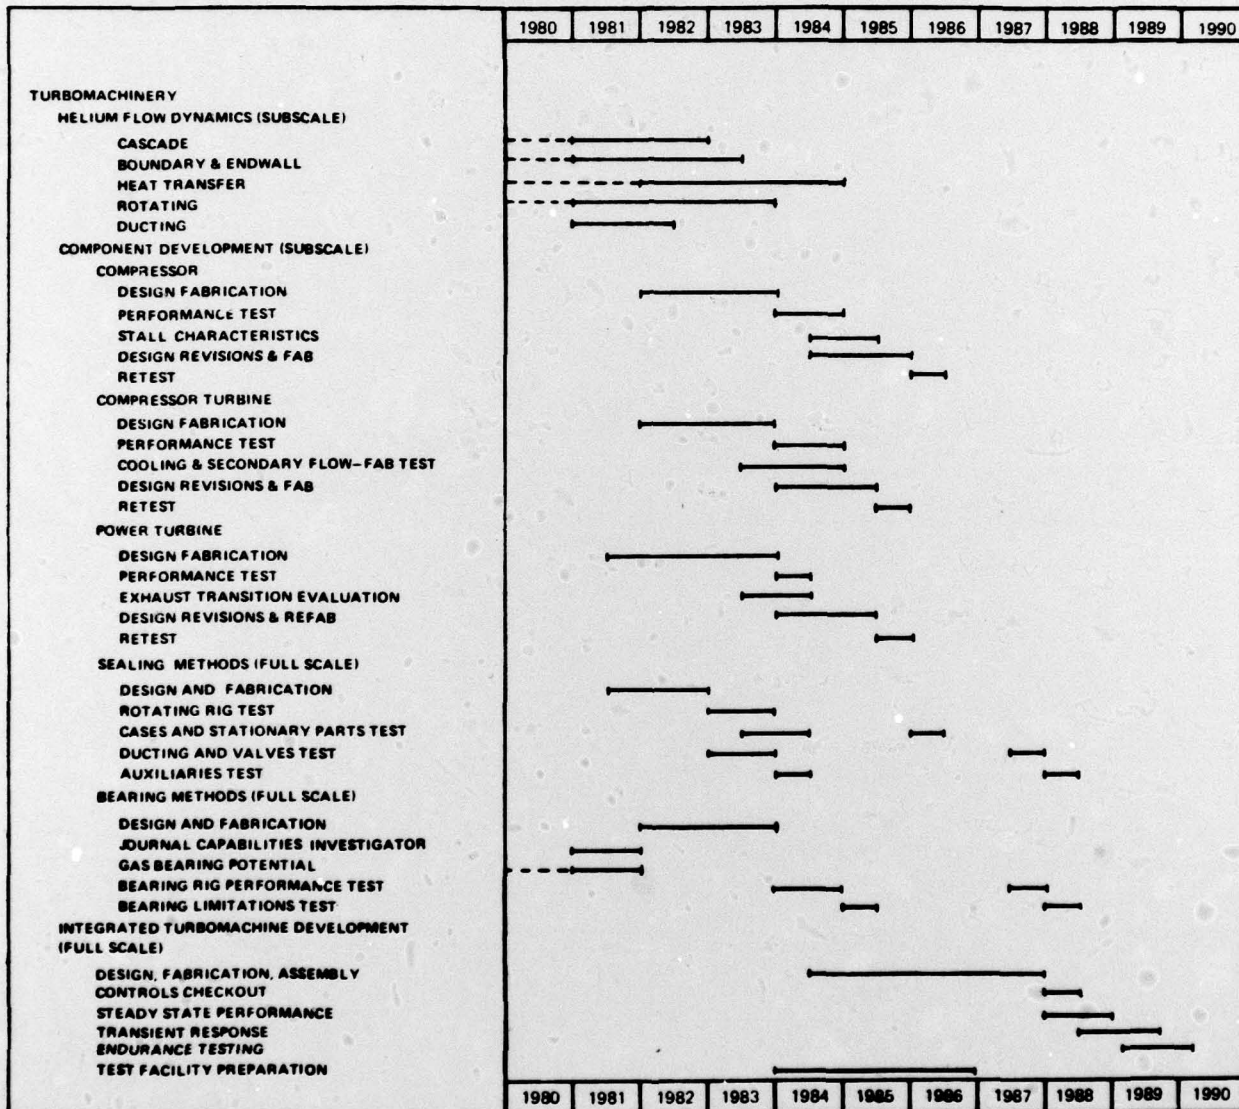 1980 1981 1982 1983 1984 1985 1986 1987 1988 1989 1990
TURBOMACHINERY
HELIUM FLOW DYNAMICS (SUBSCALE)
CASCADE
BOUNDARY & ENDWALL
HEAT TRANSFER
ROTATING
DUCTING
COMPONENT DEVELOPMENT (SUBSCALE)
COMPRESSOR
DESIGN FABRICATION
PERFORMANCE TEST
STALL CHARACTERISTICS
DESIGN REVISIONS & FAB
RETEST
COMPRESSOR TURBINE
DESIGN FABRICATION
PERFORMANCE TEST
COOLING & SECONDARY FLOW-FAB TEST
DESIGN REVISIONS & FAB
RETEST
POWER TURBINE
DESIGN FABRICATION
PERFORMANCE TEST
EXHAUST TRANSITION EVALUATION
DESIGN REVISIONS & REFAB
RETEST
SEALING METHODS (FULL SCALE)
DESIGN AND FABRICATION
ROTATING RIG TEST
CASES AND STATIONARY PARTS TEST
DUCTING AND VALVES TEST
AUXILIARIES TEST
BEARING METHODS (FULL SCALE)
DESIGN AND FABRICATION
JOURNAL CAPABILITIES INVESTIGATOR
GAS BEARING POTENTIAL
BEARING RIG PERFORMANCE TEST
BEARING LIMITATIONS TEST
INTEGRATED TURBOMACHINE DEVELOPMENT
(FULL SCALE)
DESIGN, FABRICATION, ASSEMBLY
CONTROLS CHECKOUT
STEADY STATE PERFORMANCE
TRANSIENT RESPONSE
ENDURANCE TESTING
TEST FACILITY PREPARATION
1980 1981 1982 1983 1984 1985 1986 1987 1988 1989 1990